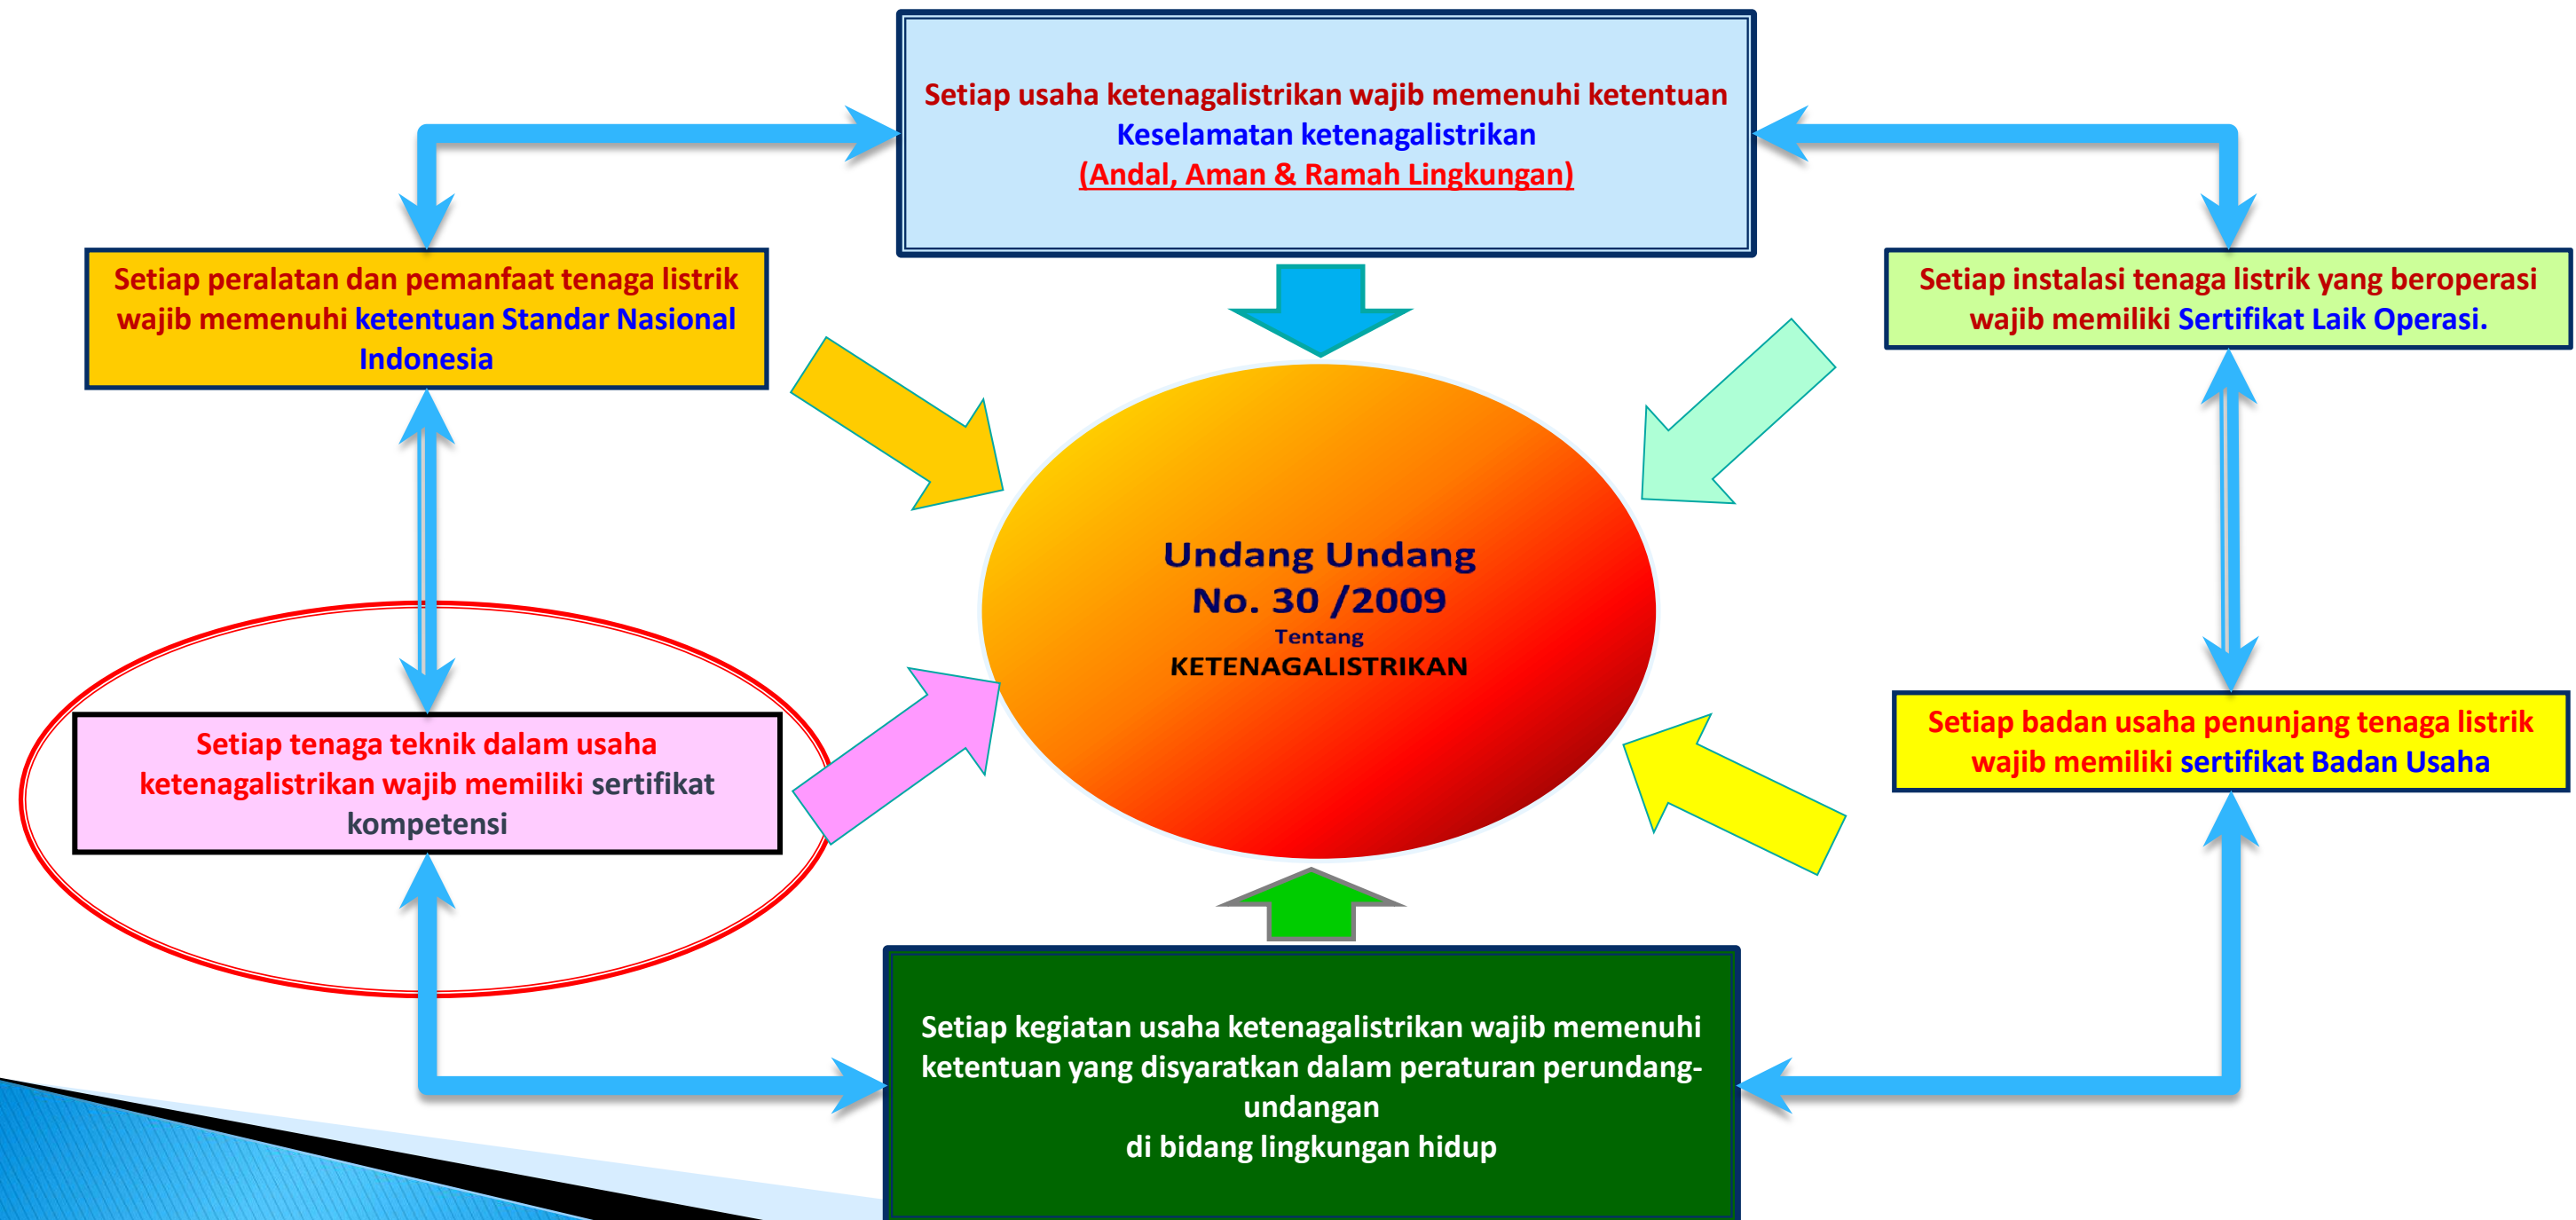 Setiap usaha ketenagalistrikan wajib memenuhi ketentuan
Keselamatan ketenagalistrikan
(Andal, Aman & Ramah Lingkungan)
Setiap peralatan dan pemanfaat tenaga listrik
wajib memenuhi ketentuan Standar Nasional
Indonesia
Setiap instalasi tenaga listrik yang beroperasi
wajib memiliki Sertifikat Laik Operasi.
Undang Undang
No. 30 /2009
Tentang
KETENAGALISTRIKAN
Setiap tenaga teknik dalam usaha
ketenagalistrikan wajib memiliki sertifikat
kompetensi
Setiap badan usaha penunjang tenaga listrik
wajib memiliki sertifikat Badan Usaha
Setiap kegiatan usaha ketenagalistrikan wajib memenuhi
ketentuan yang disyaratkan dalam peraturan perundang-
undangan
di bidang lingkungan hidup